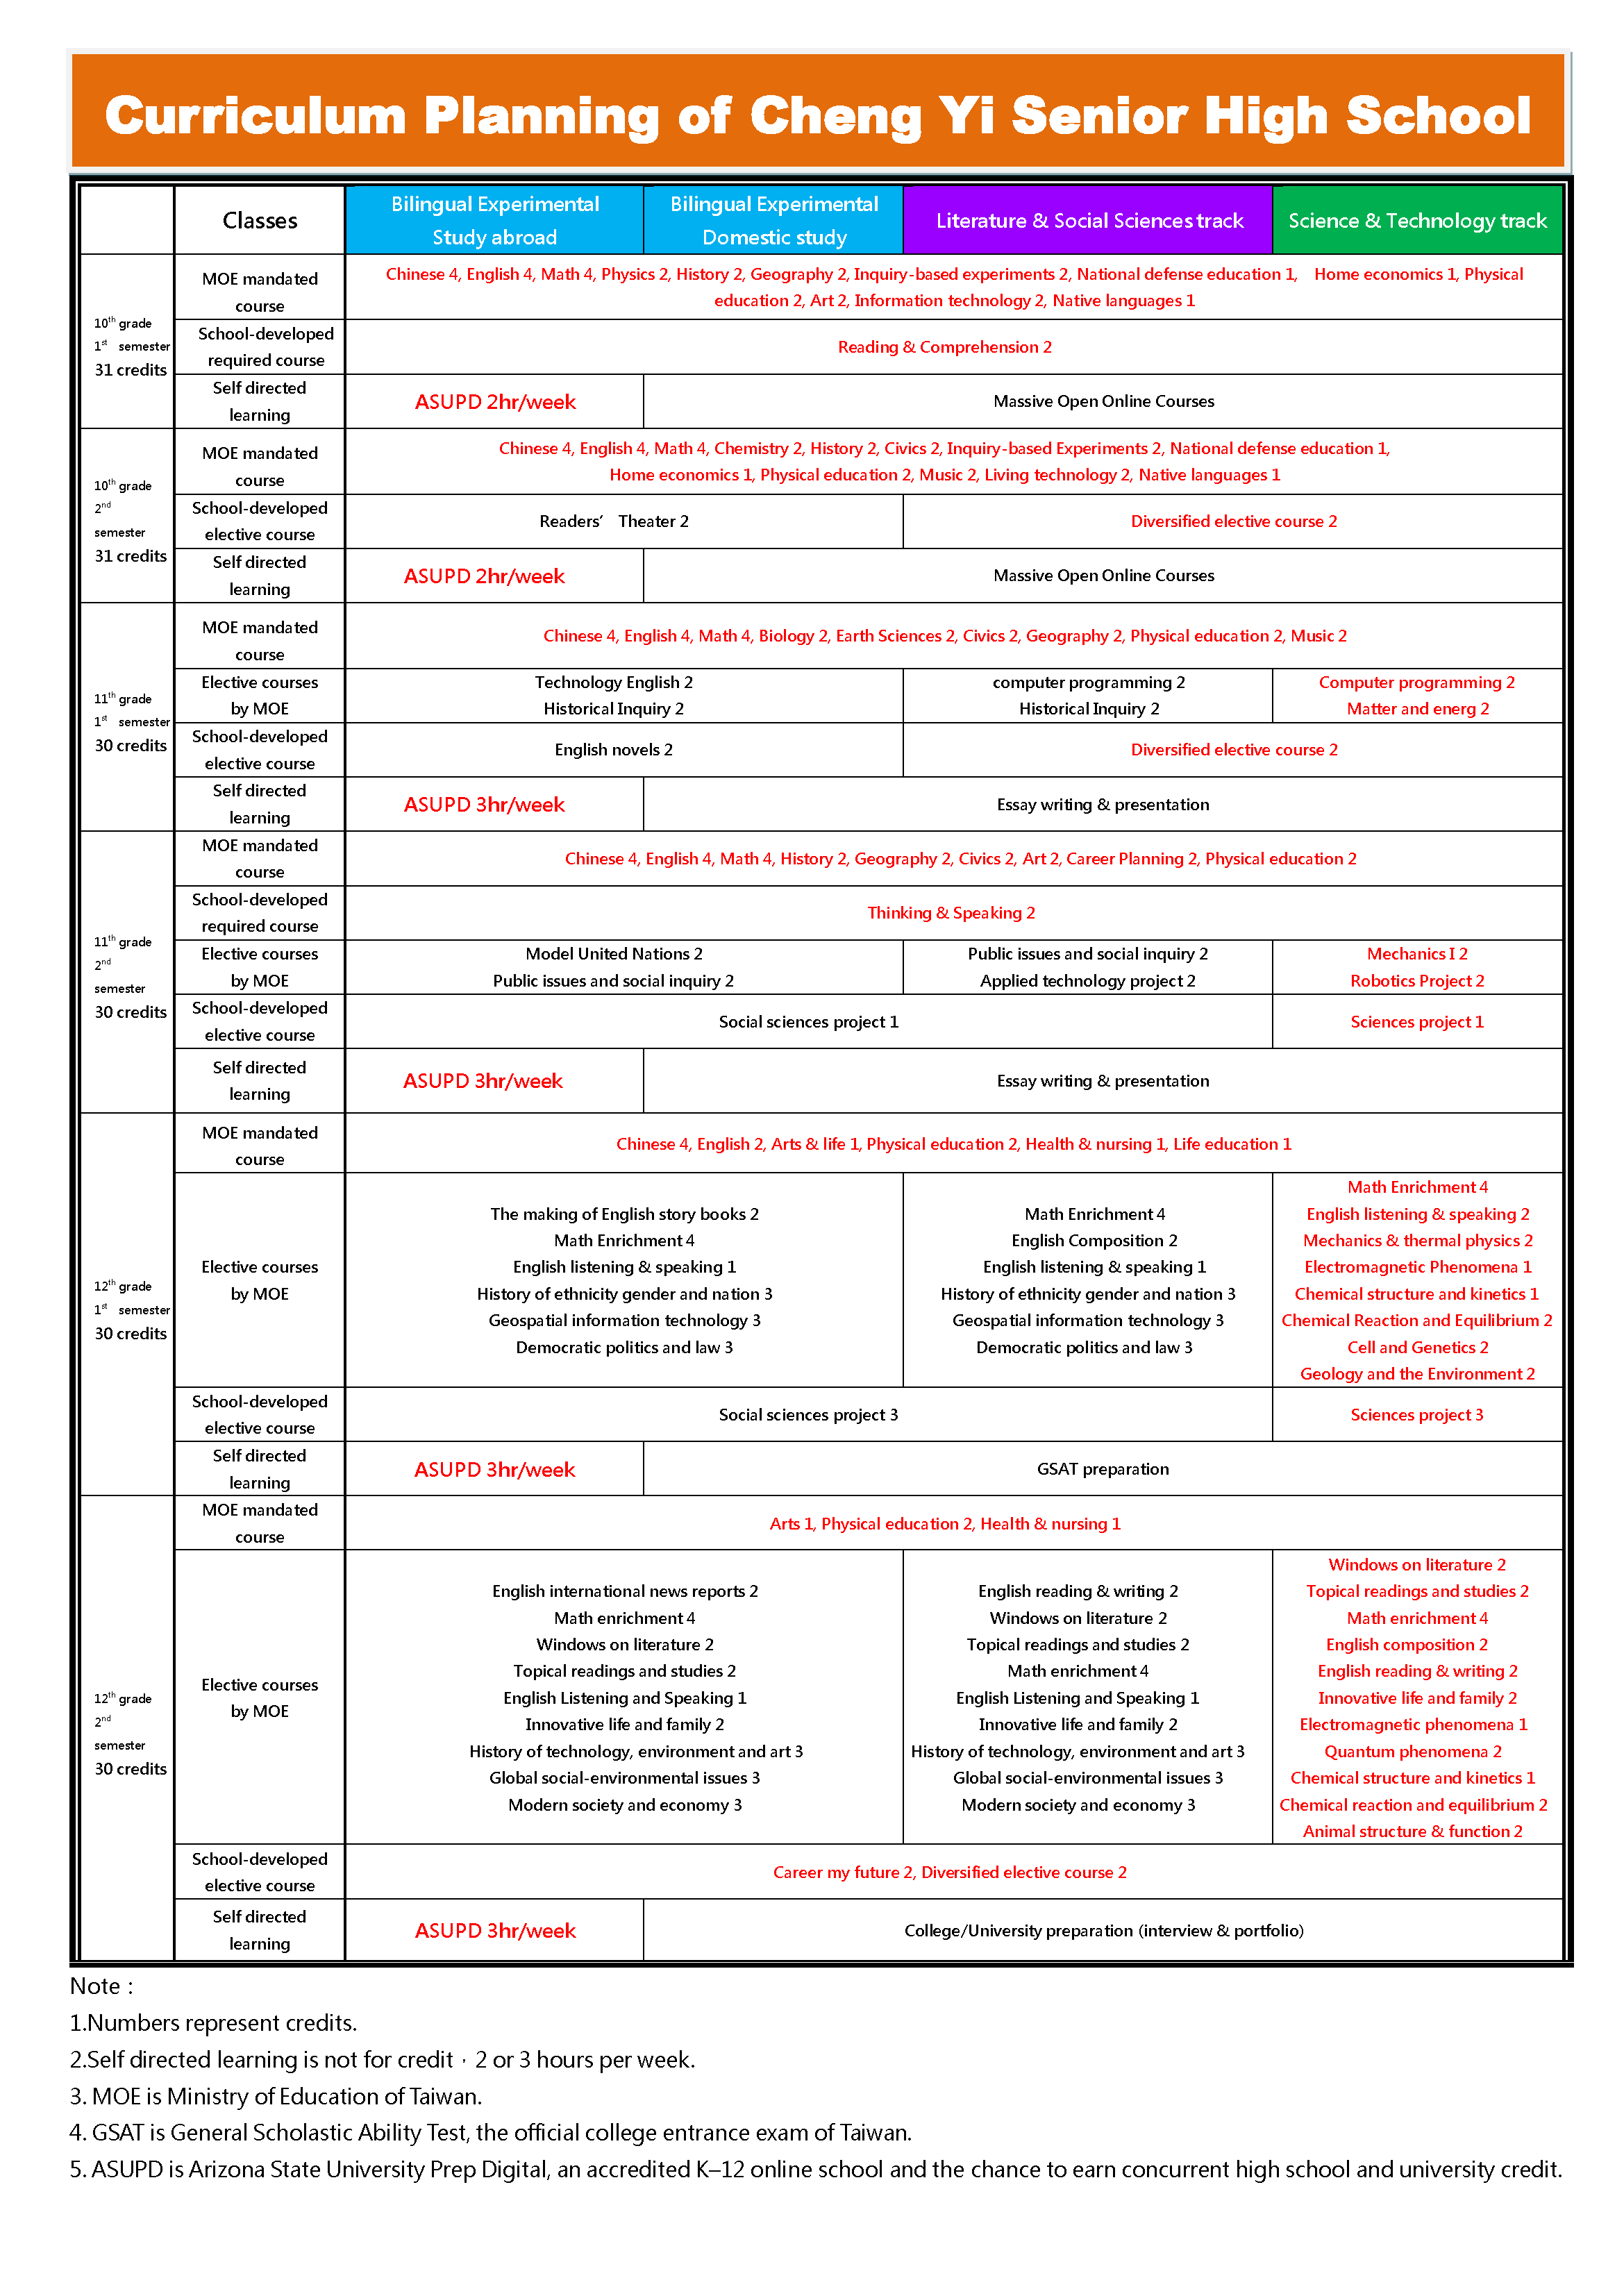 Curriculum Planning of Cheng Yi Senior High School
Classes
Bilingual Experimental
Study abroad
Bilingual Experimental
Domestic study
Literature & Social Sciences track
Science & Technology track
10th grade
1st semester
31 credits
MOE mandated
course
Chinese 4, English 4, Math 4, Physics 2, History 2, Geography 2, Inquiry-based experiments 2, National defense education 1, Home economics 1, Physical
education 2, Art 2, Information technology 2, Native languages 1
School-developed
required course
Reading & Comprehension 2
Self directed
learning
ASUPD 2hr/week
Massive Open Online Courses
10th grade
2nd
semester
31 credits
MOE mandated
course
Chinese 4, English 4, Math 4, Chemistry 2, History 2, Civics 2, Inquiry-based Experiments 2, National defense education 1,
Home economics 1, Physical education 2, Music 2, Living technology 2, Native languages 1
School-developed
elective course
Readers’ Theater 2
Diversified elective course 2
Self directed
learning
ASUPD 2hr/week
Massive Open Online Courses
11th grade
1st semester
30 credits
MOE mandated
course
Chinese 4, English 4, Math 4, Biology 2, Earth Sciences 2, Civics 2, Geography 2, Physical education 2, Music 2
Elective courses
by MOE
Technology English 2
Historical Inquiry 2
computer programming 2
Historical Inquiry 2
Computer programming 2
Matter and energ 2
School-developed
elective course
English novels 2
Diversified elective course 2
Self directed
learning
ASUPD 3hr/week
Essay writing & presentation
11th grade
2nd
semester
30 credits
MOE mandated
course
Chinese 4, English 4, Math 4, History 2, Geography 2, Civics 2, Art 2, Career Planning 2, Physical education 2
School-developed
required course
Thinking & Speaking 2
Elective courses
by MOE
Model United Nations 2
Public issues and social inquiry 2
Public issues and social inquiry 2
Applied technology project 2
Mechanics I 2
Robotics Project 2
School-developed
elective course
Social sciences project 1
Sciences project 1
Self directed
learning
ASUPD 3hr/week
Essay writing & presentation
12th grade
1st semester
30 credits
MOE mandated
course
Chinese 4, English 2, Arts & life 1, Physical education 2, Health & nursing 1, Life education 1
Elective courses
by MOE
The making of English story books 2
Math Enrichment 4
English listening & speaking 1
History of ethnicity gender and nation 3
Geospatial information technology 3
Democratic politics and law 3
Math Enrichment 4
English Composition 2
English listening & speaking 1
History of ethnicity gender and nation 3
Geospatial information technology 3
Democratic politics and law 3
Math Enrichment 4
English listening & speaking 2
Mechanics & thermal physics 2
Electromagnetic Phenomena 1
Chemical structure and kinetics 1
Chemical Reaction and Equilibrium 2
Cell and Genetics 2
Geology and the Environment 2
School-developed
elective course
Social sciences project 3
Sciences project 3
Self directed
learning
ASUPD 3hr/week
GSAT preparation
12th grade
2nd
semester
30 credits
MOE mandated
course
Arts 1, Physical education 2, Health & nursing 1
Elective courses
by MOE
English international news reports 2
Math enrichment 4
Windows on literature 2
Topical readings and studies 2
English Listening and Speaking 1
Innovative life and family 2
History of technology, environment and art 3
Global social-environmental issues 3
Modern society and economy 3
English reading & writing 2
Windows on literature 2
Topical readings and studies 2
Math enrichment 4
English Listening and Speaking 1
Innovative life and family 2
History of technology, environment and art 3
Global social-environmental issues 3
Modern society and economy 3
Windows on literature 2
Topical readings and studies 2
Math enrichment 4
English composition 2
English reading & writing 2
Innovative life and family 2
Electromagnetic phenomena 1
Quantum phenomena 2
Chemical structure and kinetics 1
Chemical reaction and equilibrium 2
Animal structure & function 2
School-developed
elective course
Career my future 2, Diversified elective course 2
Self directed
learning
ASUPD 3hr/week
College/University preparation (interview & portfolio)
Note :
1.Numbers represent credits.
2.Self directed learning is not for credit，2 or 3 hours per week.
3. MOE is Ministry of Education of Taiwan.
4. GSAT is General Scholastic Ability Test, the official college entrance exam of Taiwan.
5. ASUPD is Arizona State University Prep Digital, an accredited K–12 online school and the chance to earn concurrent high school and university credit.